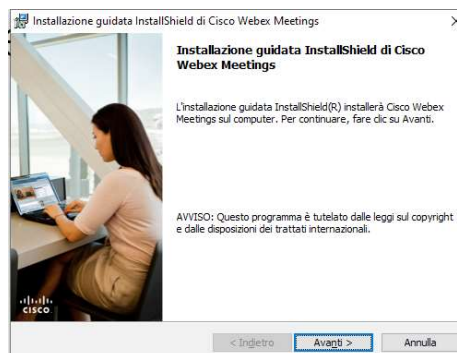 Installazione guidata InstallShield di Cisco Webex Meetings
Installazione guidata InstallShield di Cisco
Webex Meetings
L'installazione guidata InstallShield(R) installerà Cisco Webex
Meetings sul computer. Per continuare, fare clic su Avanti.
AVVISO: Questo programma è tutelato dalle leggi sul copyright
e dalle disposizioni dei trattati internazionali.
CISCO
< Indietro
Avanti >
Annulla